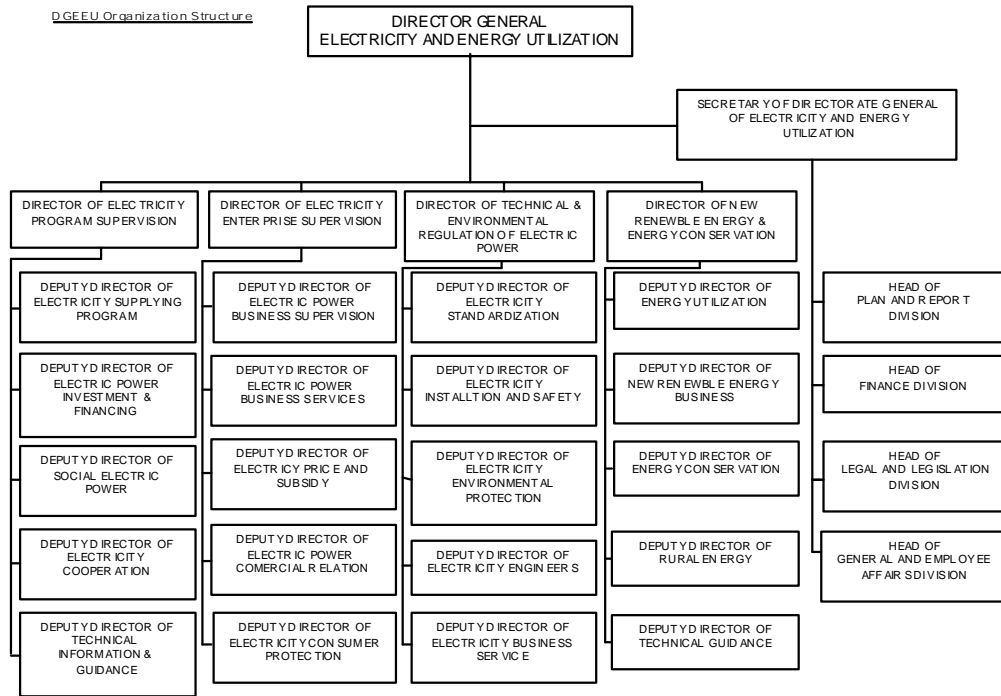 DGEEU Organization Structure
DIRECTOR GENERAL
ELECTRICITY AND ENERGY UTILIZATION
SECRETARY OF DIRECTORATE GENERAL
OF ELECTRICITY AND ENERGY
UTILIZATION
DIRECTOR OF ELECTRICITY
PROGRAM SUPERVISION
DIRECTOR OF ELECTRICITY
ENTERPRISE SUPERVISION
DIRECTOR OF TECHNICAL &
ENVIRONMENTAL
REGULATION OF ELECTRIC
POWER
DIRECTOR OF NEW
RENEWBLE ENERGY &
ENERGY CONSERVATION
DEPUTY DIRECTOR OF
ELECTRICITY SUPPLYING
PROGRAM
DEPUTY DIRECTOR OF
ELECTRIC POWER
BUSINESS SUPERVISION
DEPUTY DIRECTOR OF
ELECTRICITY
STANDARDIZATION
DEPUTY DIRECTOR OF
ENERGY UTILIZATION
HEAD OF
PLAN AND REPORT
DIVISION
DEPUTY DIRECTOR OF
ELECTRIC POWER
INVESTMENT &
FINANCING
DEPUTY DIRECTOR OF
ELECTRIC POWER
BUSINESS SERVICES
DEPUTY DIRECTOR OF
ELECTRICITY
INSTALLTION AND SAFETY
DEPUTY DIRECTOR OF
NEW RENEWBLE ENERGY
BUSINESS
HEAD OF
FINANCE DIVISION
DEPUTY DIRECTOR OF
SOCIAL ELECTRIC
POWER
DEPUTY DIRECTOR OF
ELECTRICY PRICE AND
SUBSIDY
DEPUTY DIRECTOR OF
ELECTRICITY
ENVIRONMENTAL
PROTECTION
DEPUTY DIRECTOR OF
ENERGY CONSERVATION
HEAD OF
LEGAL AND LEGISLATION
DIVISION
DEPUTY DIRECTOR OF
ELECTRICITY
COOPERATION
DEPUTY DIRECTOR OF
ELECTRIC POWER
COMERCIAL RELATION
DEPUTY DIRECTOR OF
ELECTRICITY ENGINEERS
DEPUTY DIRECTOR OF
RURAL ENERGY
HEAD OF
GENERAL AND EMPLOYEE
AFFAIRS DIVISION
DEPUTY DIRECTOR OF
TECHNICAL
INFORMATION &
GUIDANCE
DEPUTY DIRECTOR OF
ELECTRICITY CONSUMER
PROTECTION
DEPUTY DIRECTOR OF
ELECTRICITY BUSINESS
SERVICE
DEPUTY DIRECTOR OF
TECHNICAL GUIDANCE